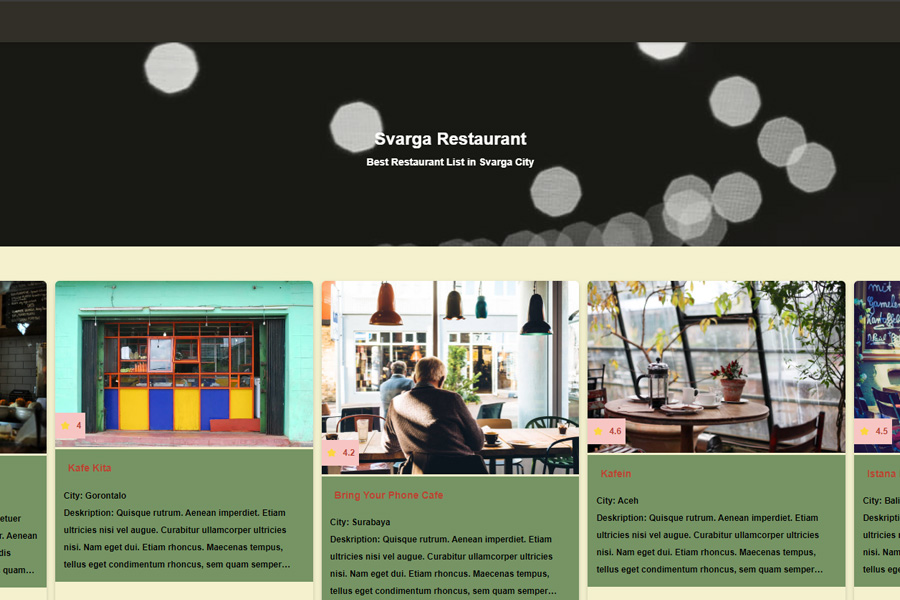 Svarga Restaurant
Best Restaurant List in Svarga City
etuer
r. Aenean
dis
quam...
4
Kafe Kita
City: Gorontalo
Deskription: Quisque rutrum. Aenean imperdiet. Etiam
ultricies nisi vel augue. Curabitur ullamcorper ultricies
nisi. Nam eget dui. Etiam rhoncus. Maecenas tempus,
tellus eget condimentum rhoncus, sem quam semper...
4.2
Bring Your Phone Cafe
City: Surabaya
Deskription: Quisque rutrum. Aenean imperdiet. Etiam
ultricies nisi vel augue. Curabitur ullamcorper ultricies
nisi. Nam eget dui. Etiam rhoncus. Maecenas tempus,
tellus eget condimentum rhoncus, sem quam semper...
4.6
Kafein
City: Aceh
Deskription: Quisque rutrum. Aenean imperdiet. Etiam
ultricies nisi vel augue. Curabitur ullamcorper ultricies
nisi. Nam eget dui. Etiam rhoncus. Maecenas tempus,
tellus eget condimentum rhoncus, sem quam semper...
mit
4.5
Istana
City: Bali
Deskripti
ultricies
nisi. Nam
tellus ege